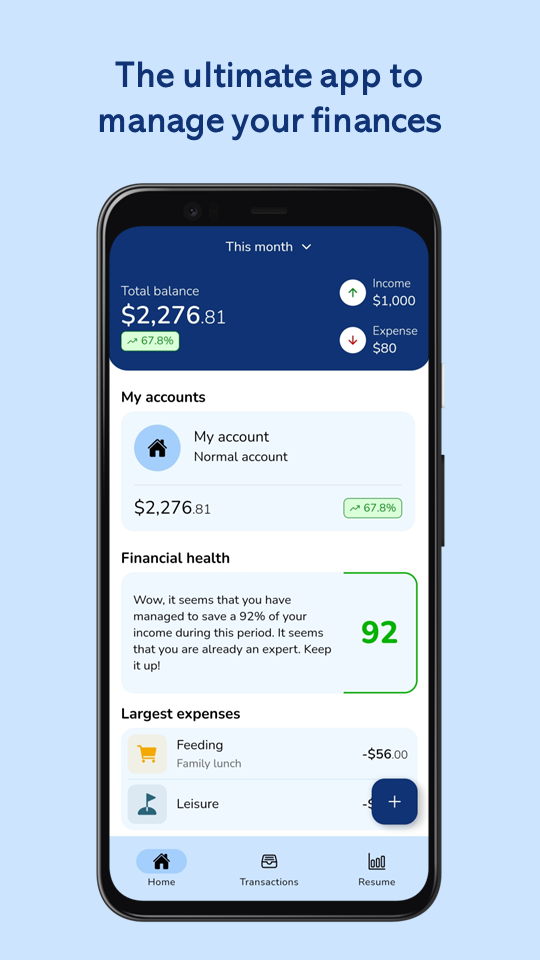 The ultimate app to
manage your finances
This month
Total balance
$2,276.81
67.8%
Income
$1,000
Expense
$80
My accounts
My account
Normal account
$2,276.81
67.8%
Financial health
Wow, it seems that you have
managed to save a 92% of your
income during this period. It seems
that you are already an expert. Keep
it up!
92
Largest expenses
Feeding
Family lunch
-$56.00
Leisure
+
Home
Transactions
Resume